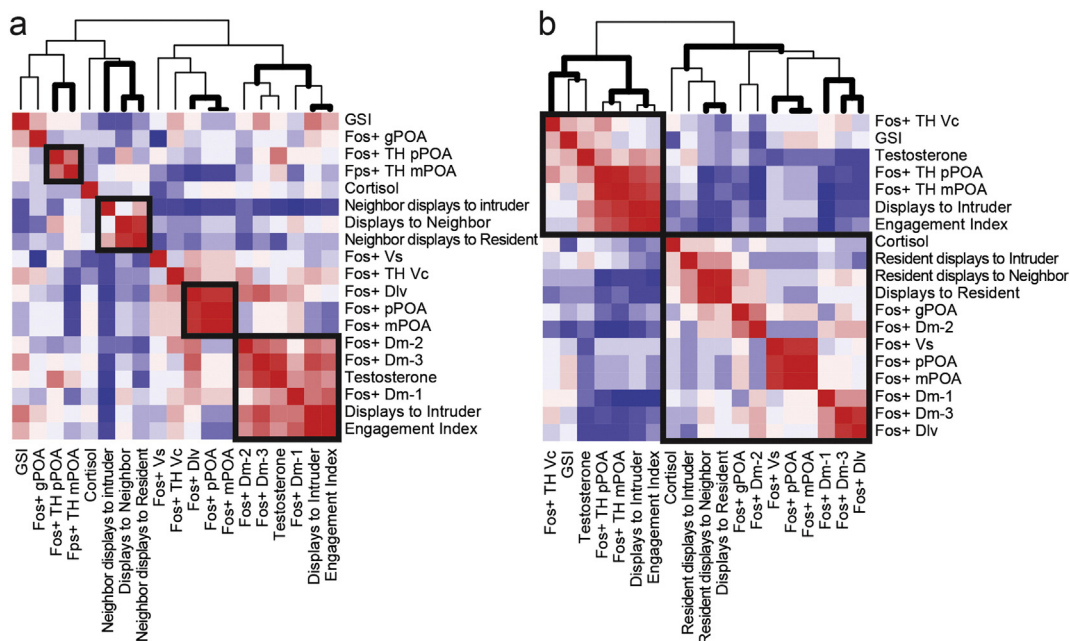 a
GSI
Fos+ gPOA
Fos+ TH pPOA
Fps+ TH mPOA
Cortisol
Neighbor displays to intruder
Displays to Neighbor
Neighbor displays to Resident
Fos+ Vs
Fos+ TH Vc
Fos+ Dlv
Fos+ pPOA
Fos+ mPOA
Fos+ Dm-2
Fos+ Dm-3
Testosterone
Fos+ Dm-1
Displays to Intruder
Engagement Index
GSI
Fos+ gPOA
Fos+ TH pPOA
Fps+ TH mPOA
Cortisol
Neighbor displays to intruder
Displays to Neighbor
Neighbor displays to Resident
Fos+ Vs
Fos+ TH Vc
Fos+ Dlv
Fos+ pPOA
Fos+ mPOA
Fos+ Dm-2
Fos+ Dm-3
Testosterone
Fos+ Dm-1
Displays to Intruder
Engagement Index
b
Fos+ TH Vc
GSI
Testosterone
Fos+ TH pPOA
Fos+ TH mPOA
Displays to Intruder
Engagement Index
Cortisol
Resident displays to Intruder
Resident displays to Neighbor
Displays to Resident
Fos+ gPOA
Fos+ Dm-2
Fos+ Vs
Fos+ pPOA
Fos+ mPOA
Fos+ Dm-1
Fos+ Dm-3
Fos+ Dlv
Fos+ TH Vc
GSI
Testosterone
Fos+ TH pPOA
Fos+ TH mPOA
Displays to Intruder
Engagement Index
Cortisol
Resident displays to Intruder
Resident displays to Neighbor
Displays to Resident
Fos+ gPOA
Fos+ Dm-2
Fos+ Vs
Fos+ pPOA
Fos+ mPOA
Fos+ Dm-1
Fos+ Dm-3
Fos+ Dlv